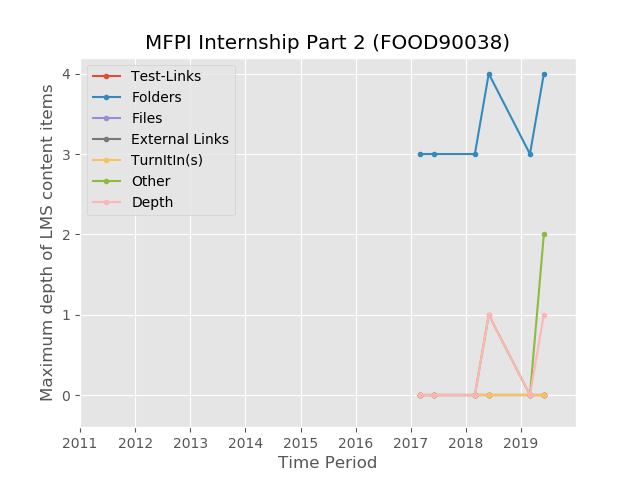 MFPI Internship Part 2 (FOOD90038)
Test-Links
Folders
Files
External Links
TurnItIn(s)
Other
Depth
Maximum depth of LMS content items
4
3
2
1
0
2011 2012 2013 2014 2015 2016 2017 2018 2019
Time Period